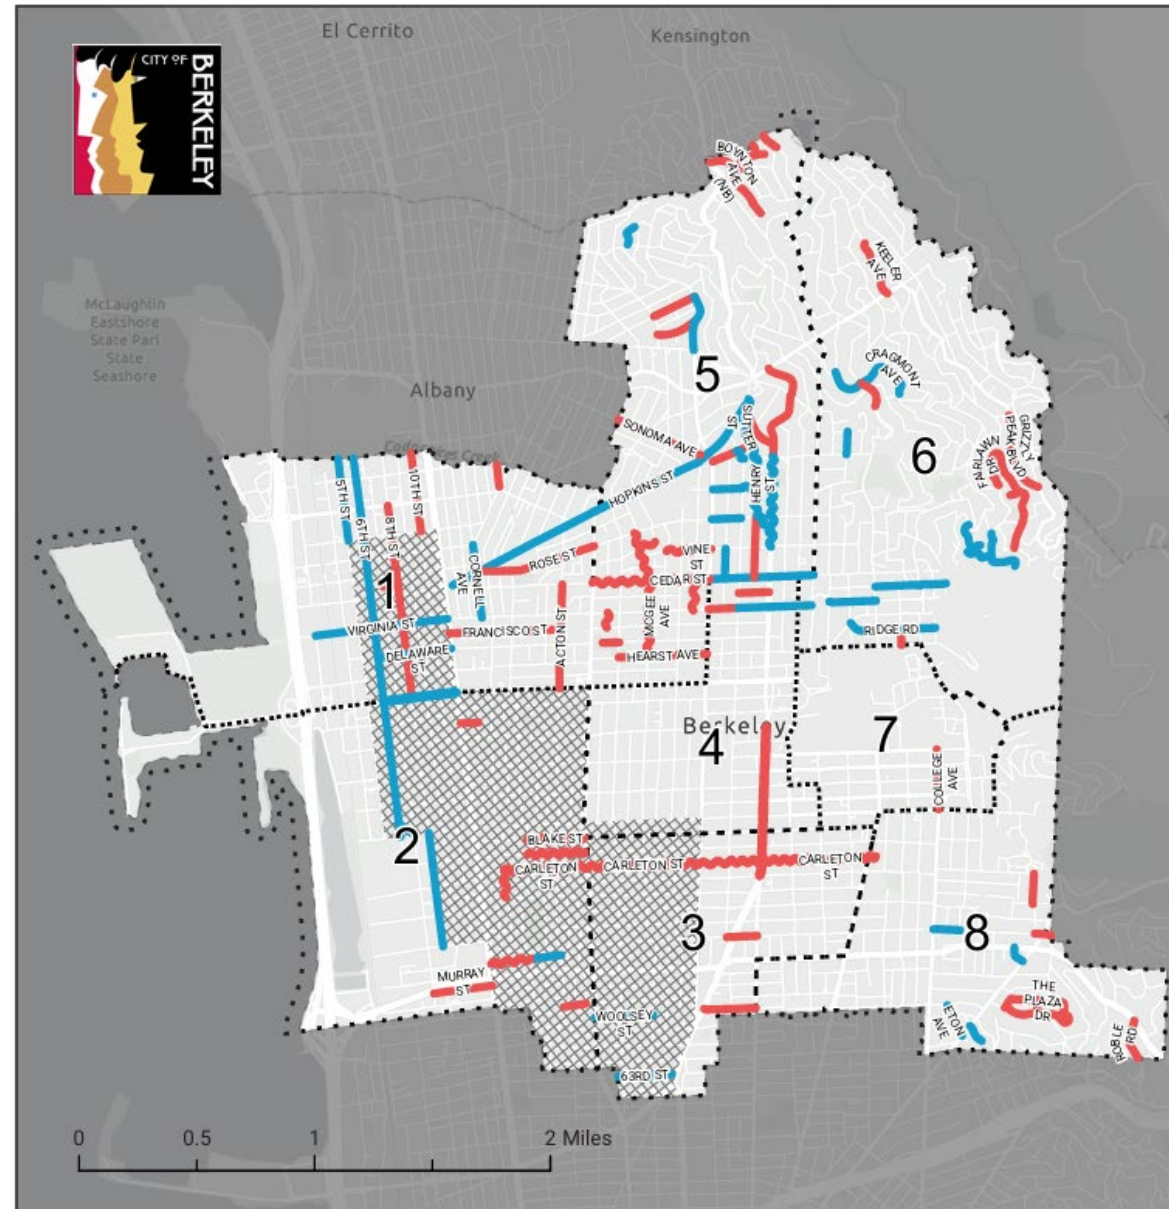 El Cerrito
Kensington
CITY OF
BERKELEY
BOYNTON
AVE
(NB)
KEELER
AVE
McLaughlin
Eastshore
State Parl
State
Seashore
CRAGMONT
AVE
5
Albany
SONOMA AVE
SUTTER
ST
6
GRIZZLY
PEAK BLVD
FAIRLAWN
DR
HENRY
ST
HOPKINS ST
5TH ST
6TH ST
8TH ST
10TH ST
1
CORNELL
AVE
ROSE ST
VINE
ST
CEDAR ST
MCGEE
AVE
VIRGINIA ST
FRANCISCO ST
ACTON ST
HEARST AVE
RIDGE RD
DELAWARE
ST
Berkeley
4
7
COLLEGE
AVE
2
BLAKE ST
CARLETON
ST
CARLETON ST
CARLETON
ST
3
8
MURRAY
ST
WOOLSEY
ST
63RD ST
ETON
AVE
THE
PLAZA
DR
ROBLE
RD
0
0.5
1
2 Miles